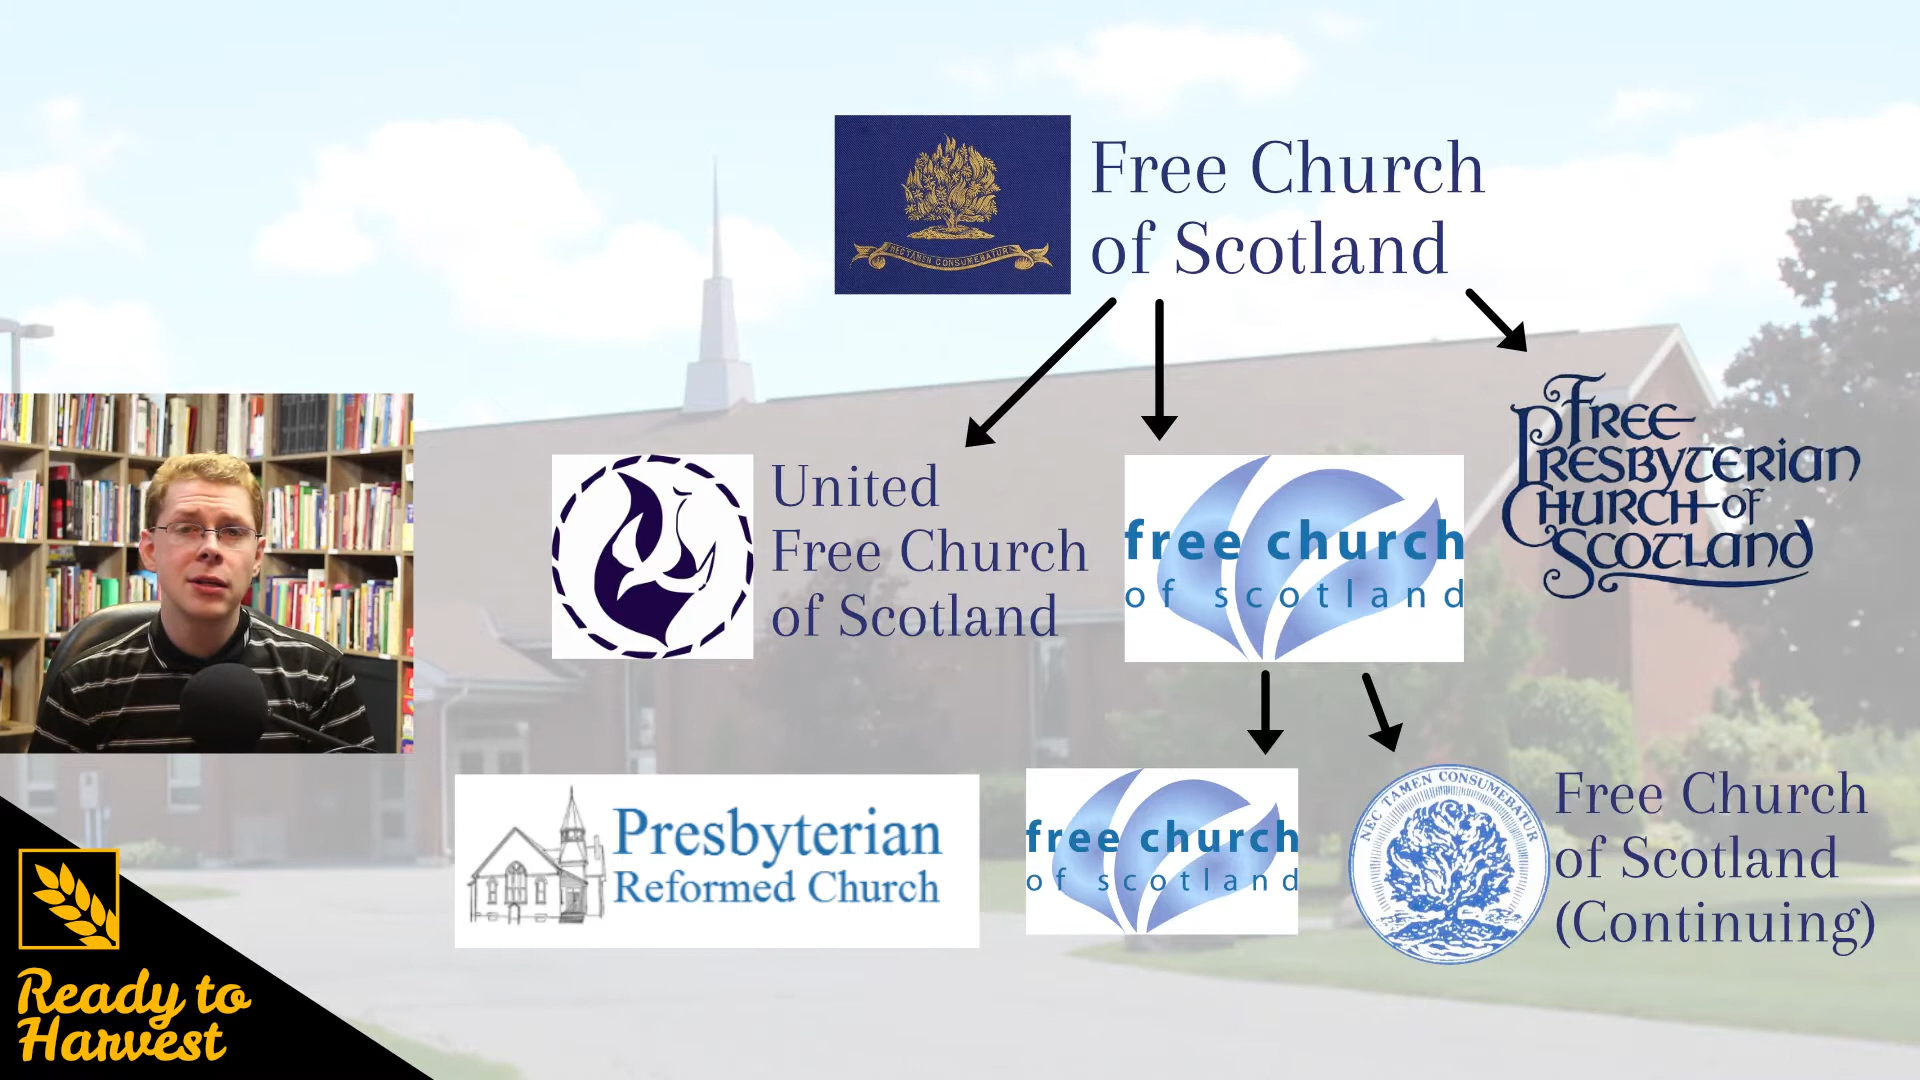 Free Church
of Scotland
NEC TAMEN CONSUMEBATUR
United
Free Church
of Scotland
free church
of scotland
Free
Presbyterian
Church of
Scotland
Presbyterian
Reformed Church
free church
of scotland
NEC TAMEN CONSUMEBATUR
Free Church
of Scotland
(Continuing)
Ready to
Harvest